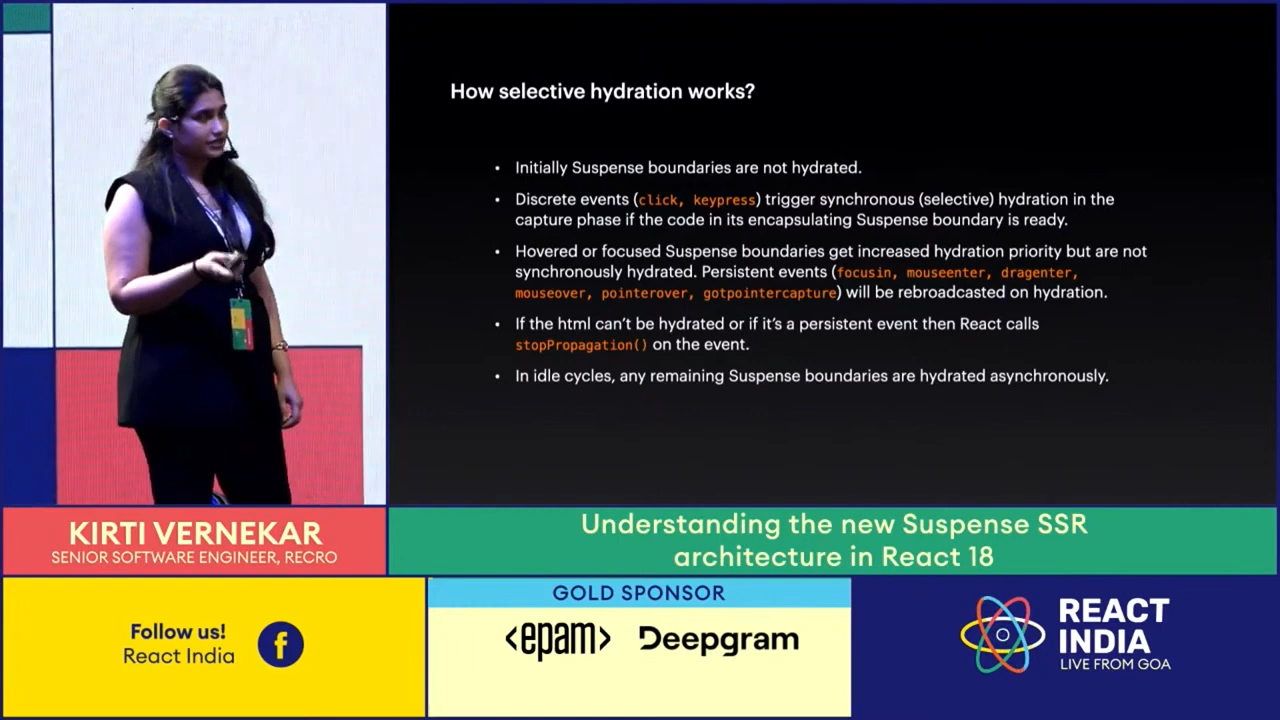 How selective hydration works?
• Initially Suspense boundaries are not hydrated.
• Discrete events (click, keypress) trigger synchronous (selective) hydration in the
capture phase if the code in its encapsulating Suspense boundary is ready.
• Hovered or focused Suspense boundaries get increased hydration priority but are not
synchronously hydrated. Persistent events (focusin, mouseenter, dragenter,
mouseover, pointerover, gotpointercapture) will be rebroadcasted on hydration.
• If the html can't be hydrated or if it's a persistent event then React calls
stopPropagation() on the event.
• In idle cycles, any remaining Suspense boundaries are hydrated asynchronously.
KIRTI VERNEKAR
SENIOR SOFTWARE ENGINEER, RECRO
Understanding the new Suspense SSR
architecture in React 18
Follow us!
React India
f
GOLD SPONSOR
<epam> Deepgram
REACT
INDIA
LIVE FROM GOA